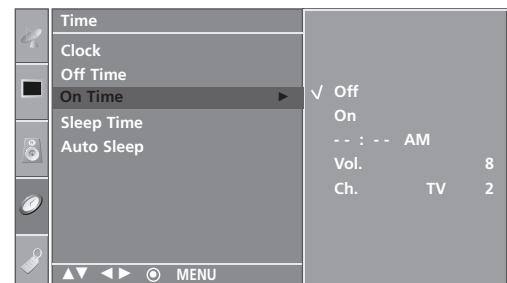 Time
Clock
Off Time
On Time ►
Sleep Time
Auto Sleep
▲▼ ◄► ◉ MENU
√ Off
On
- - : - - AM
Vol. 8
Ch. TV 2